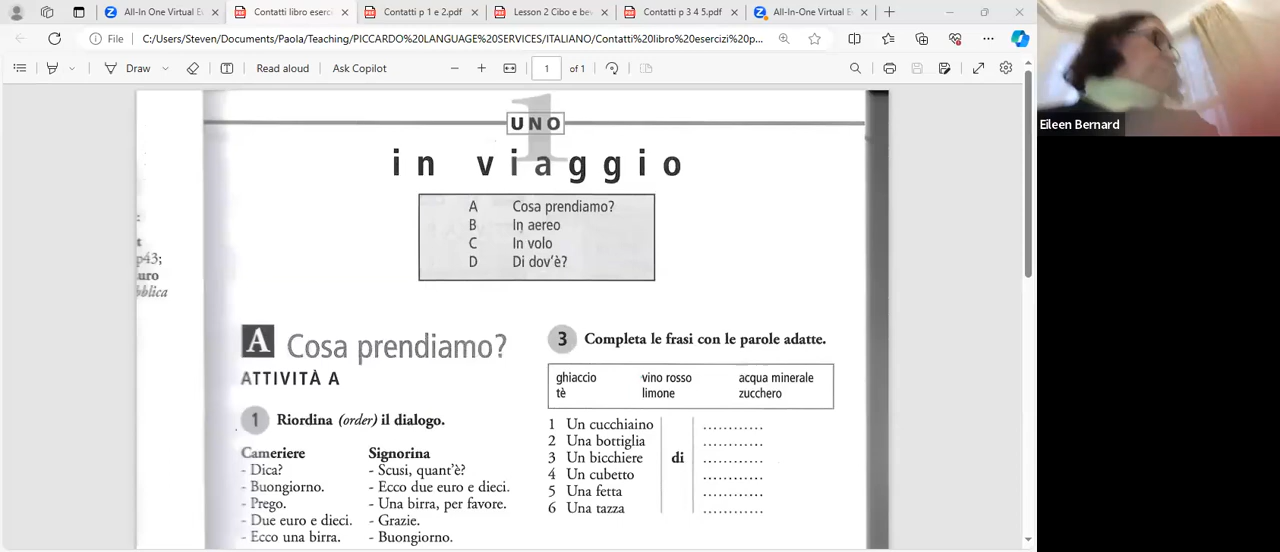 All-In-One Virtual E
Contatti libro eserc
Contatti p 1 e 2.pdf
Lesson 2 Cibo e be
Contatti p 3 4 5.pdf
All-In-One Virtual E
File
C:/Users/Steven/Documents/Paola/Teaching/PICCARDO%20LANGUAGE%20SERVICES/ITALIANO/Contatti%20libro%20esercizi%20p...
Draw
Read aloud
Ask Copilot
1
of 1
Eileen Bernard
1
UNO
in viaggio
A Cosa prendiamo?
B In aereo
C In volo
D Di dov'è?
p43;
uro
bblica
A Cosa prendiamo?
ATTIVITÀ A
1 Riordina (order) il dialogo.
Cameriere Signorina
- Dica? - Scusi, quant'è?
- Buongiorno. - Ecco due euro e dieci.
- Prego. - Una birra, per favore.
- Due euro e dieci. - Grazie.
- Ecco una birra. - Buongiorno.
3 Completa le frasi con le parole adatte.
ghiaccio vino rosso acqua minerale
tè limone zucchero
1 Un cucchiaino ............
2 Una bottiglia ............
3 Un bicchiere di ............
4 Un cubetto ............
5 Una fetta ............
6 Una tazza ............